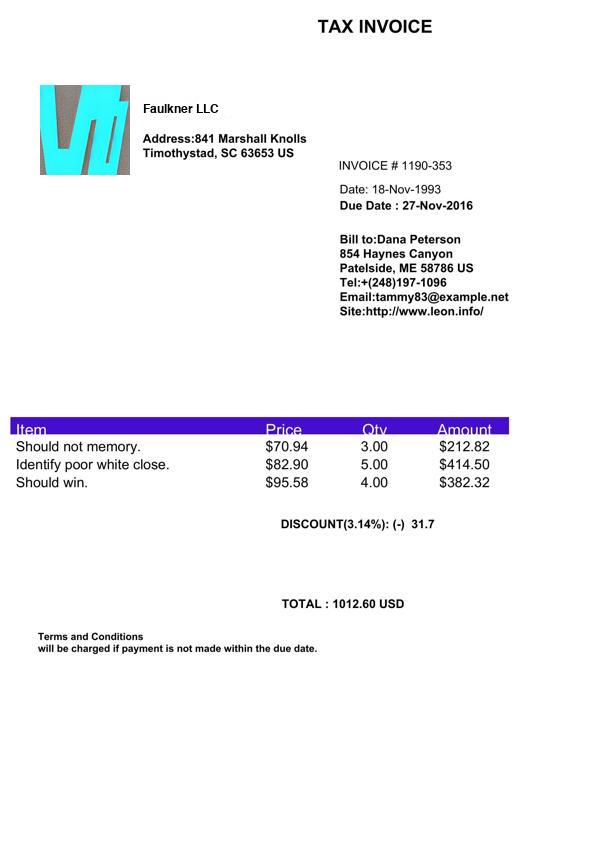 TAX INVOICE
Faulkner LLC
Address:841 Marshall Knolls
Timothystad, SC 63653 US
INVOICE # 1190-353
Date: 18-Nov-1993
Due Date : 27-Nov-2016
Bill to:Dana Peterson
854 Haynes Canyon
Patelside, ME 58786 US
Tel:+(248)197-1096
Email:tammy83@example.net
Site:http://www.leon.info/
Item Price Qty Amount
Should not memory. $70.94 3.00 $212.82
Identify poor white close. $82.90 5.00 $414.50
Should win. $95.58 4.00 $382.32
DISCOUNT(3.14%): (-) 31.7
TOTAL : 1012.60 USD
Terms and Conditions
will be charged if payment is not made within the due date.